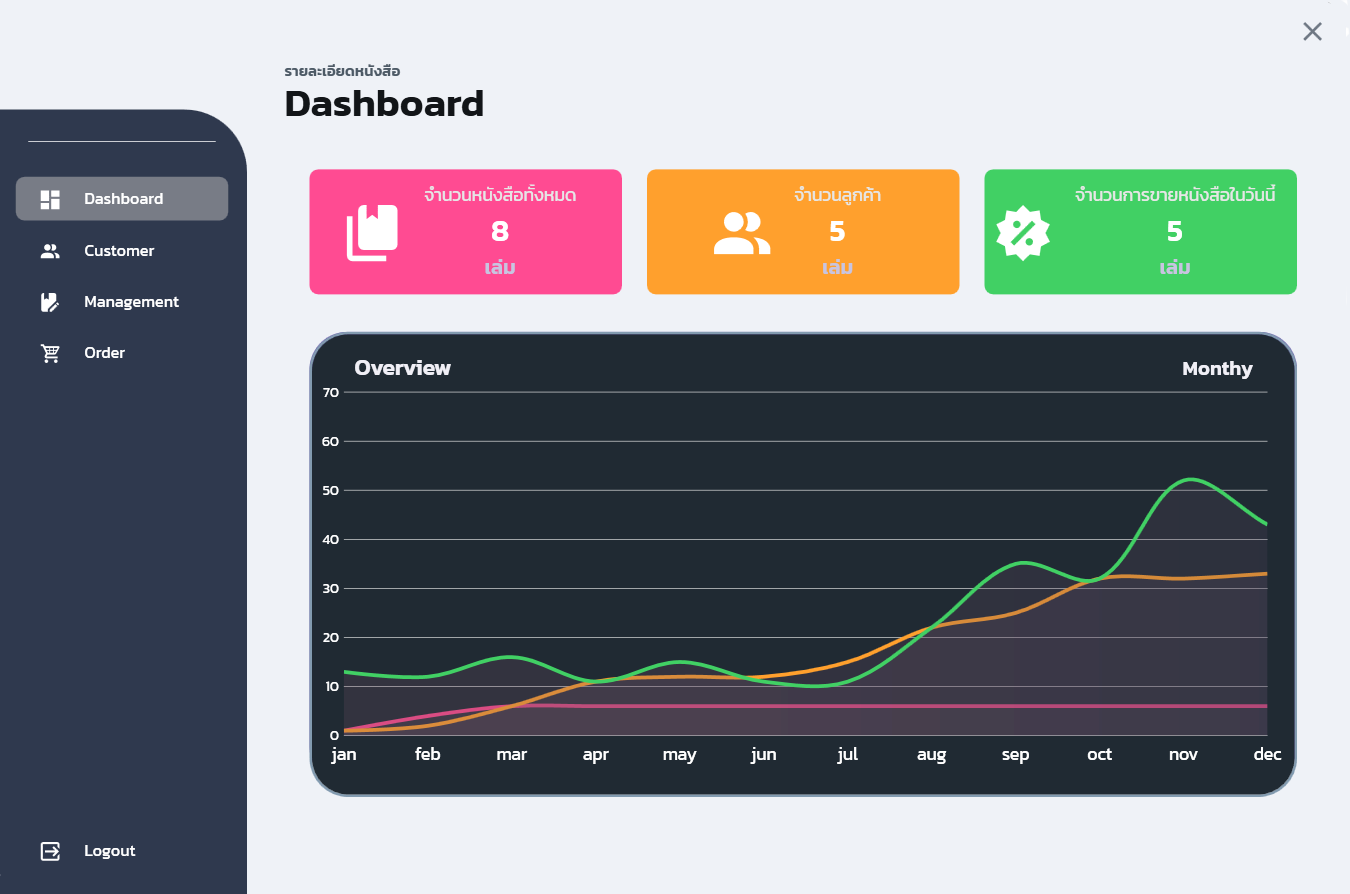 รายละเอียดหนังสือ
Dashboard
Dashboard
Customer
Management
Order
Logout
จำนวนหนังสือทั้งหมด
8
เล่ม
จำนวนลูกค้า
5
เล่ม
จำนวนการขายหนังสือในวันนี้
5
เล่ม
Overview
Monthy
70
60
50
40
30
20
10
0
jan feb mar apr may jun jul aug sep oct nov dec